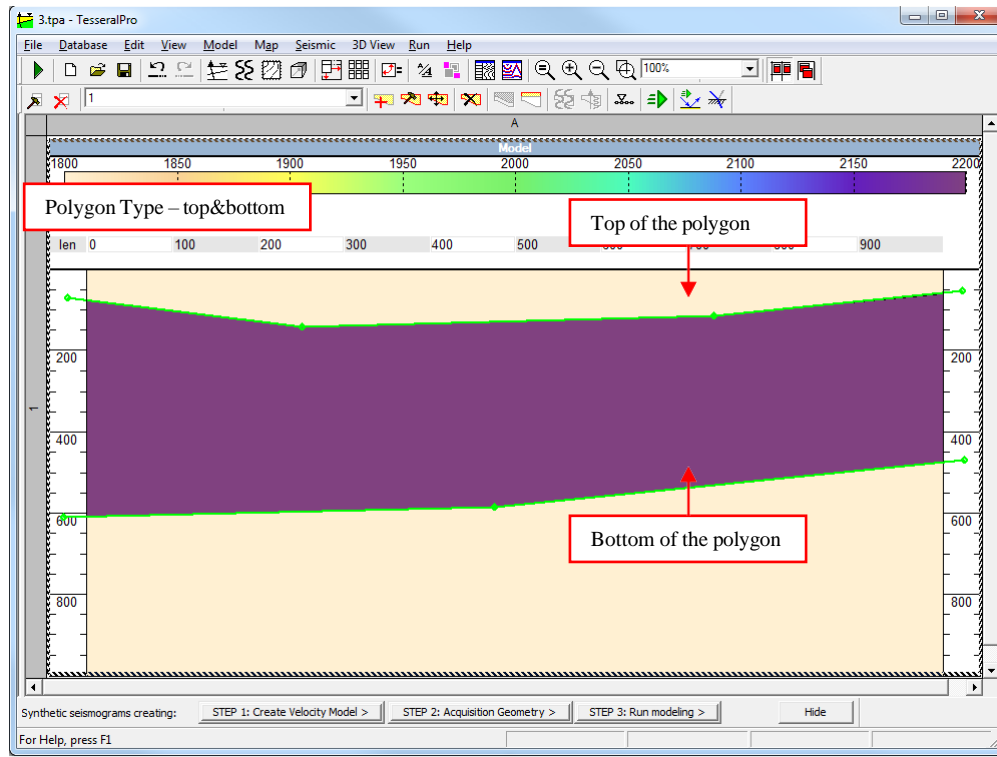 3.tpa - TesseralPro
File Database Edit View Model Map Seismic 3D View Run Help
100%
1
A
Model
1800 1850 1900 1950 2000 2050 2100 2150 2200
Polygon Type – top&bottom
Top of the polygon
len 0 100 200 300 400 500 900
200 200
400 400
1
600 600
Bottom of the polygon
800 800
Synthetic seismograms creating: STEP 1: Create Velocity Model > STEP 2: Acquisition Geometry > STEP 3: Run modeling > Hide
For Help, press F1